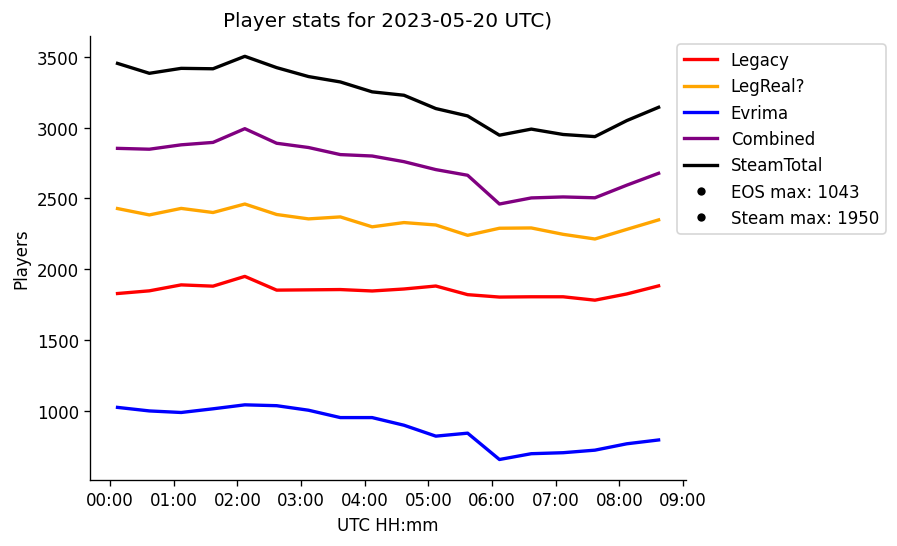 Player stats for 2023-05-20 UTC)
Legacy
LegReal?
Evrima
Combined
SteamTotal
EOS max: 1043
Steam max: 1950
Players
3500
3000
2500
2000
1500
1000
00:00 01:00 02:00 03:00 04:00 05:00 06:00 07:00 08:00 09:00
UTC HH:mm